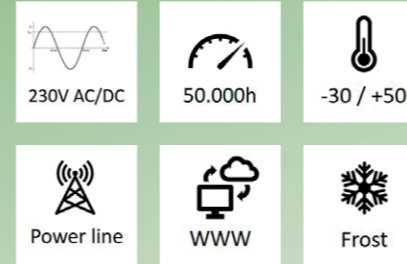 230V AC/DC
50.000h
-30 / +50
Power line
WWW
Frost